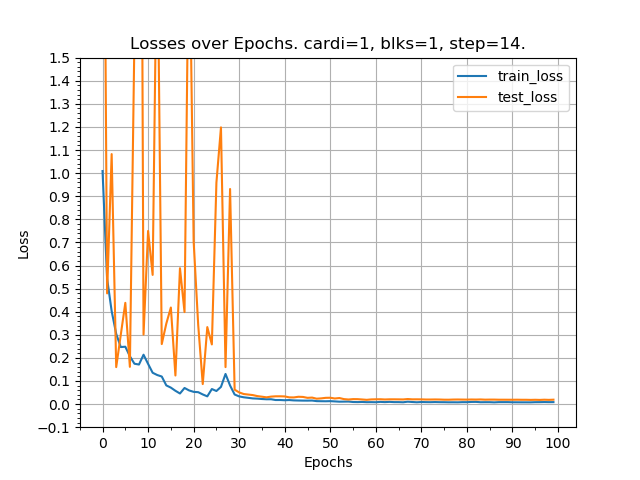 Losses over Epochs. cardi=1, blks=1, step=14.
1.5
1.4
1.3
1.2
1.1
1.0
0.9
0.8
0.7
0.6
0.5
0.4
0.3
0.2
0.1
0.0
−0.1
Loss
train_loss
test_loss
0 10 20 30 40 50 60 70 80 90 100
Epochs